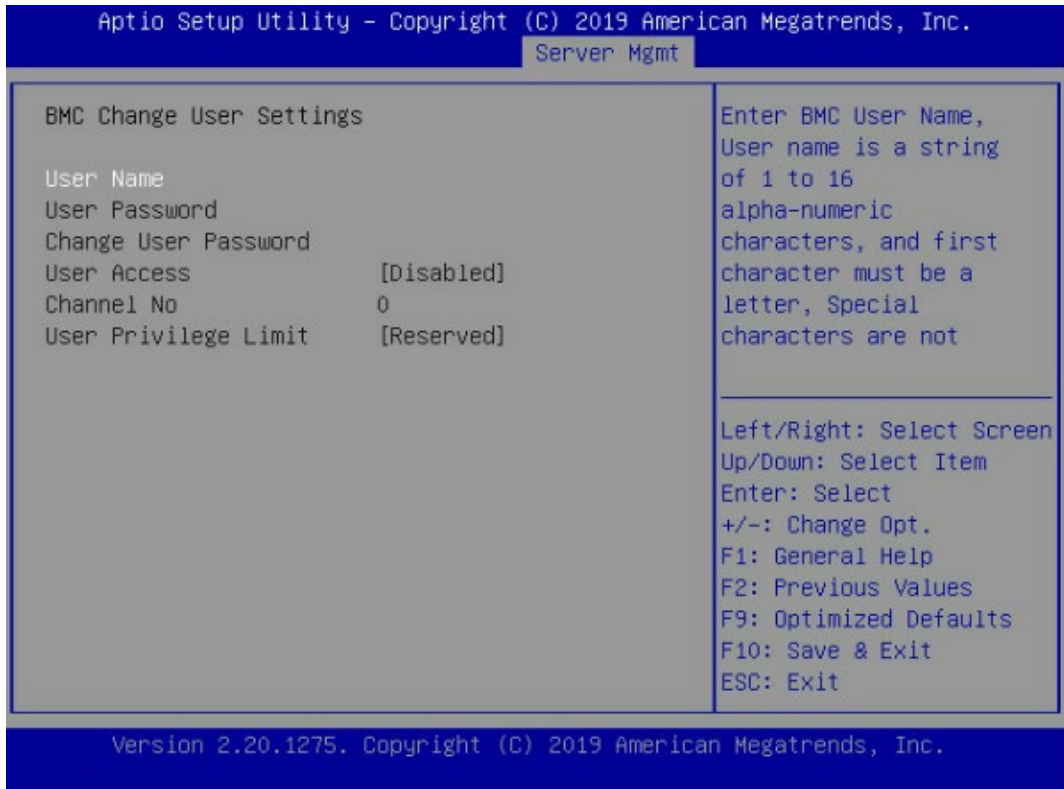 Aptio Setup Utility – Copyright (C) 2019 American Megatrends, Inc.
Server Mgmt
BMC Change User Settings
User Name
User Password
Change User Password
User Access [Disabled]
Channel No 0
User Privilege Limit [Reserved]
Enter BMC User Name,
User name is a string
of 1 to 16
alpha-numeric
characters, and first
character must be a
letter, Special
characters are not
Left/Right: Select Screen
Up/Down: Select Item
Enter: Select
+/-: Change Opt.
F1: General Help
F2: Previous Values
F9: Optimized Defaults
F10: Save & Exit
ESC: Exit
Version 2.20.1275. Copyright (C) 2019 American Megatrends, Inc.